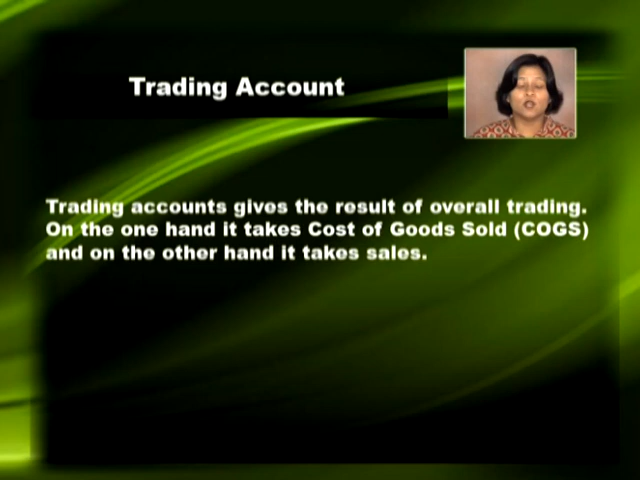 Trading Account
Trading accounts gives the result of overall trading.
On the one hand it takes Cost of Goods Sold (COGS)
and on the other hand it takes sales.